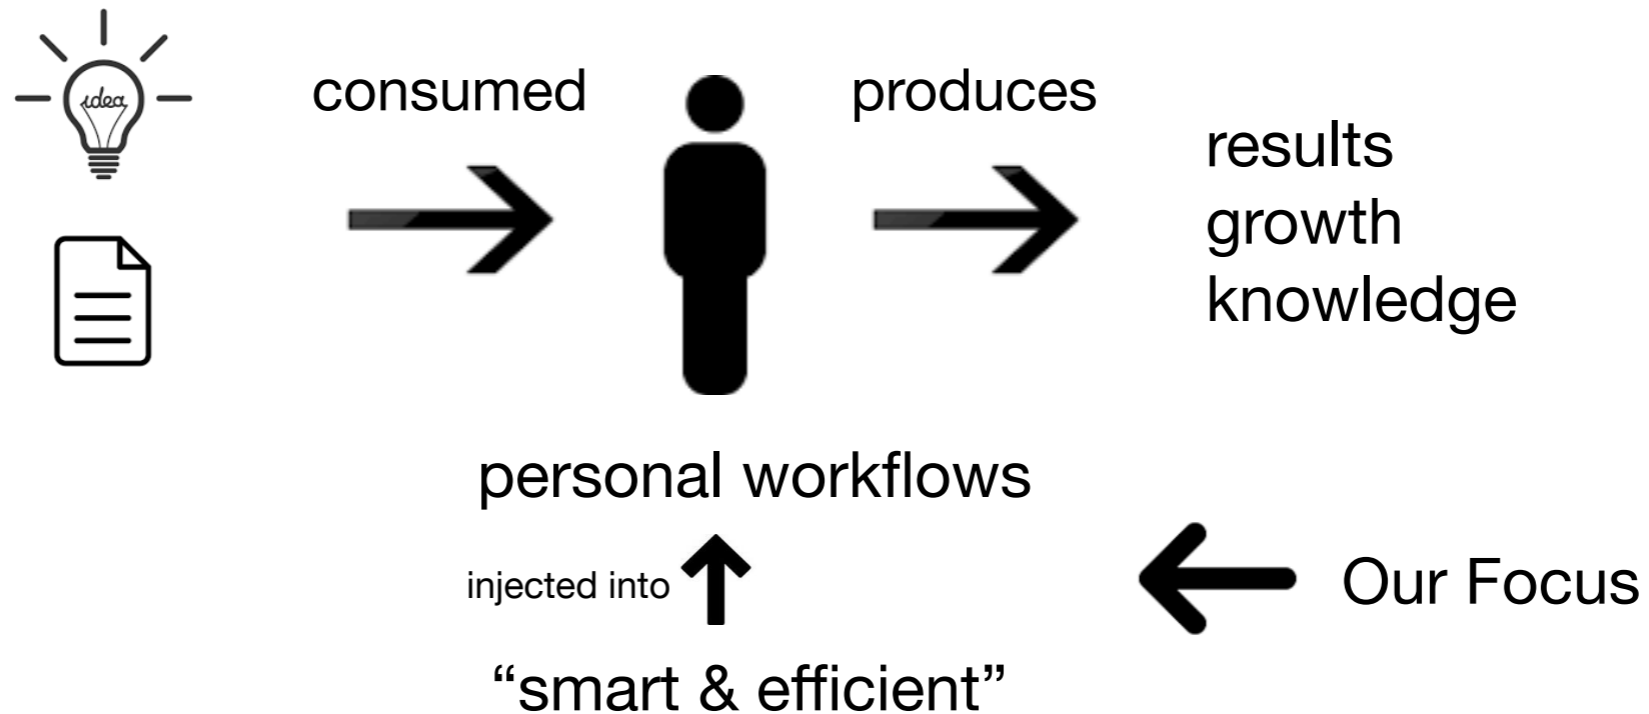 idea
consumed
produces
results
growth
knowledge
personal workflows
injected into
Our Focus
“smart & efficient”